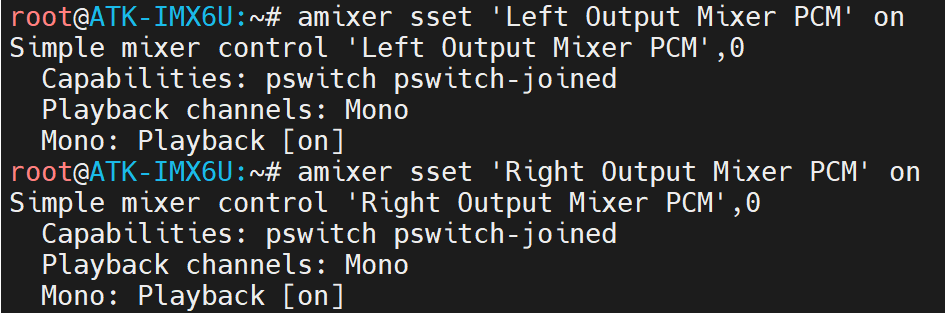 root@ATK-IMX6U:~# amixer sset 'Left Output Mixer PCM' on
Simple mixer control 'Left Output Mixer PCM',0
  Capabilities: pswitch pswitch-joined
  Playback channels: Mono
  Mono: Playback [on]
root@ATK-IMX6U:~# amixer sset 'Right Output Mixer PCM' on
Simple mixer control 'Right Output Mixer PCM',0
  Capabilities: pswitch pswitch-joined
  Playback channels: Mono
  Mono: Playback [on]